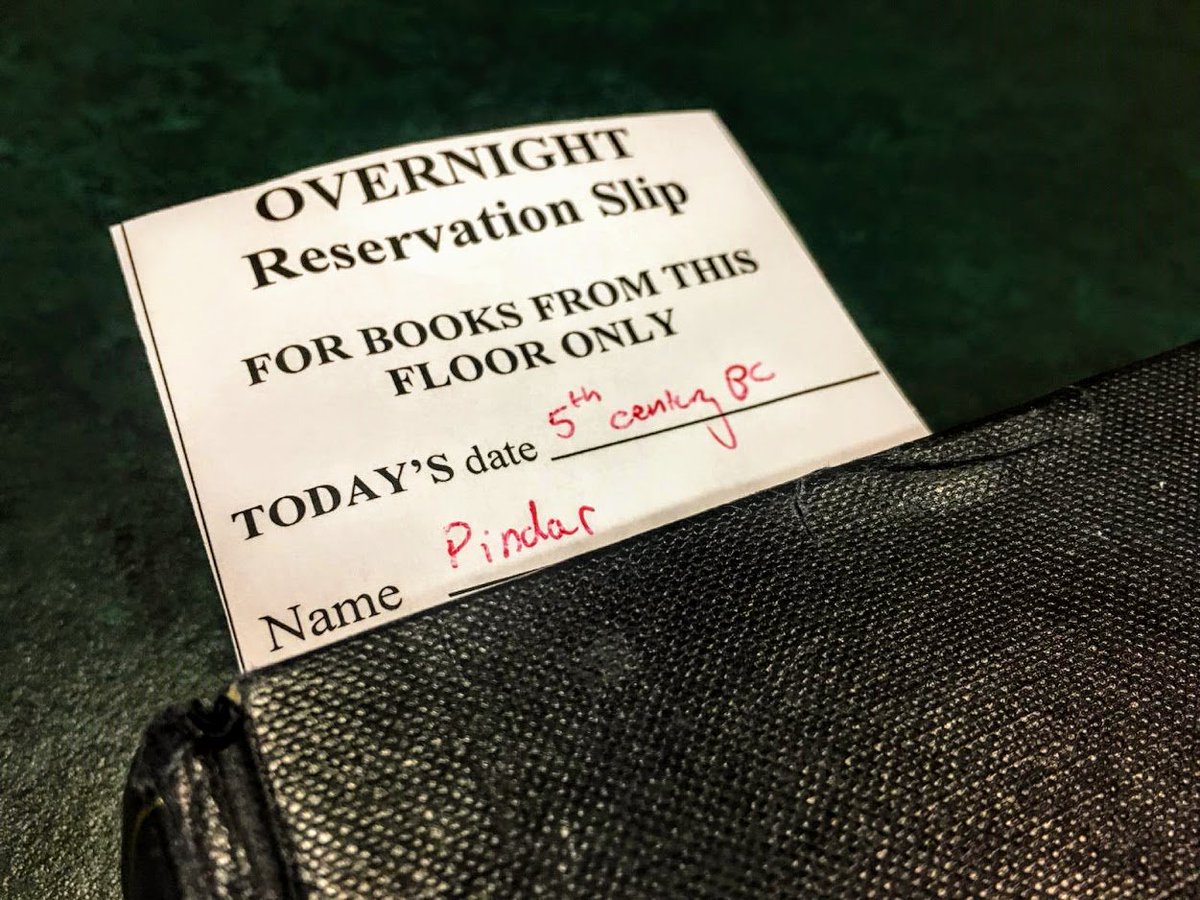 OVERNIGHT
Reservation Slip
FOR BOOKS FROM THIS
FLOOR ONLY
TODAY'S date 5th century BC
Name Pindar